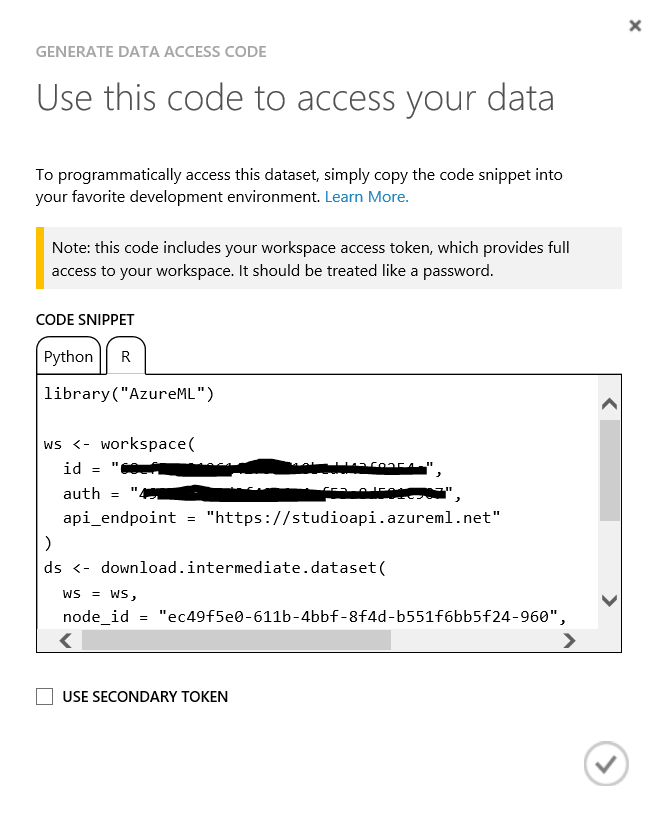 GENERATE DATA ACCESS CODE
Use this code to access your data
To programmatically access this dataset, simply copy the code snippet into
your favorite development environment. Learn More.
Note: this code includes your workspace access token, which provides full
access to your workspace. It should be treated like a password.
CODE SNIPPET
Python R
library("AzureML")
ws <- workspace(
id = "
auth = "
api_endpoint = "https://studioapi.azureml.net"
)
ds <- download.intermediate.dataset(
ws = ws,
node_id = "ec49f5e0-611b-4bbf-8f4d-b551f6bb5f24-960",
USE SECONDARY TOKEN